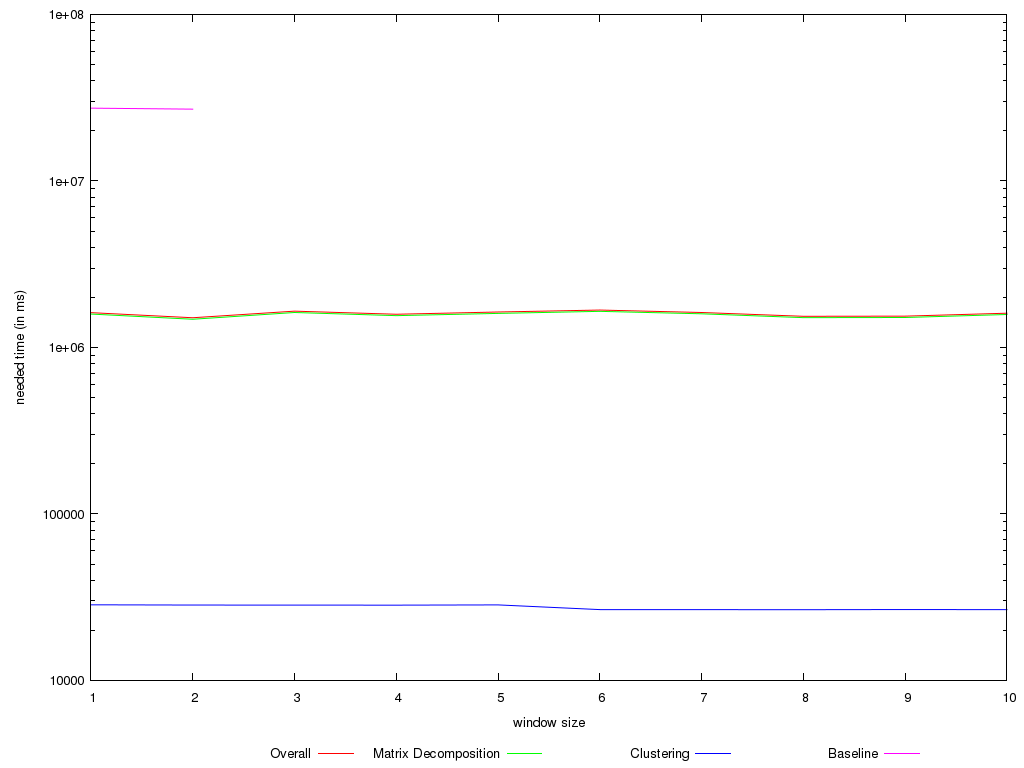 1e+08
1e+07
1e+06
100000
10000
needed time (in ms)
1 2 3 4 5 6 7 8 9 10
window size
Overall Matrix Decomposition Clustering Baseline